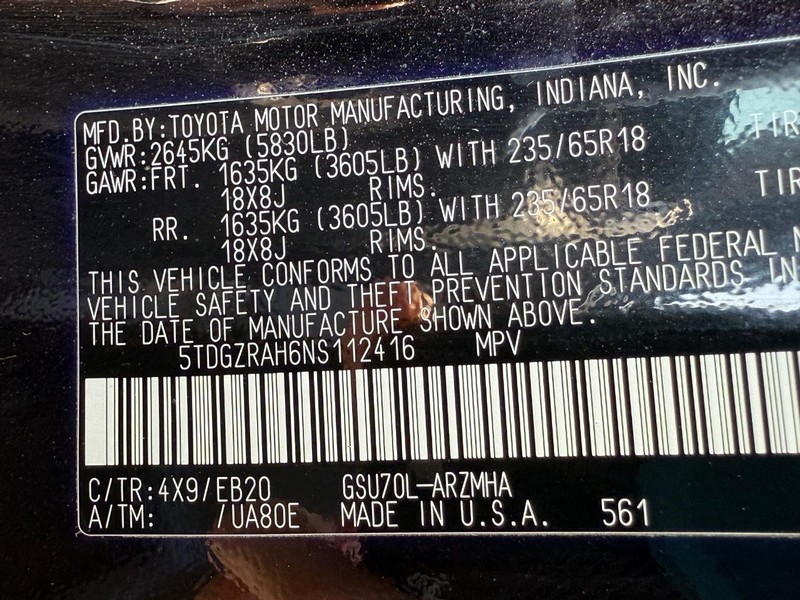 MFD.BY:TOYOTA MOTOR MANUFACTURING, INDIANA, INC.
GVWR:2645KG (5830LB)
GAWR:FRT. 1635KG (3605LB) WITH 235/65R18 TIR
18X8J RIMS.
RR. 1635KG (3605LB) WITH 235/65R18 TIR
18X8J RIMS.
THIS VEHICLE CONFORMS TO ALL APPLICABLE FEDERAL M
VEHICLE SAFETY AND THEFT PREVENTION STANDARDS IN
THE DATE OF MANUFACTURE SHOWN ABOVE.
5TDGZRAH6NS112416 MPV
C/TR:4X9/EB20 GSU70L-ARZMHA
A/TM: /UA80E MADE IN U.S.A. 561